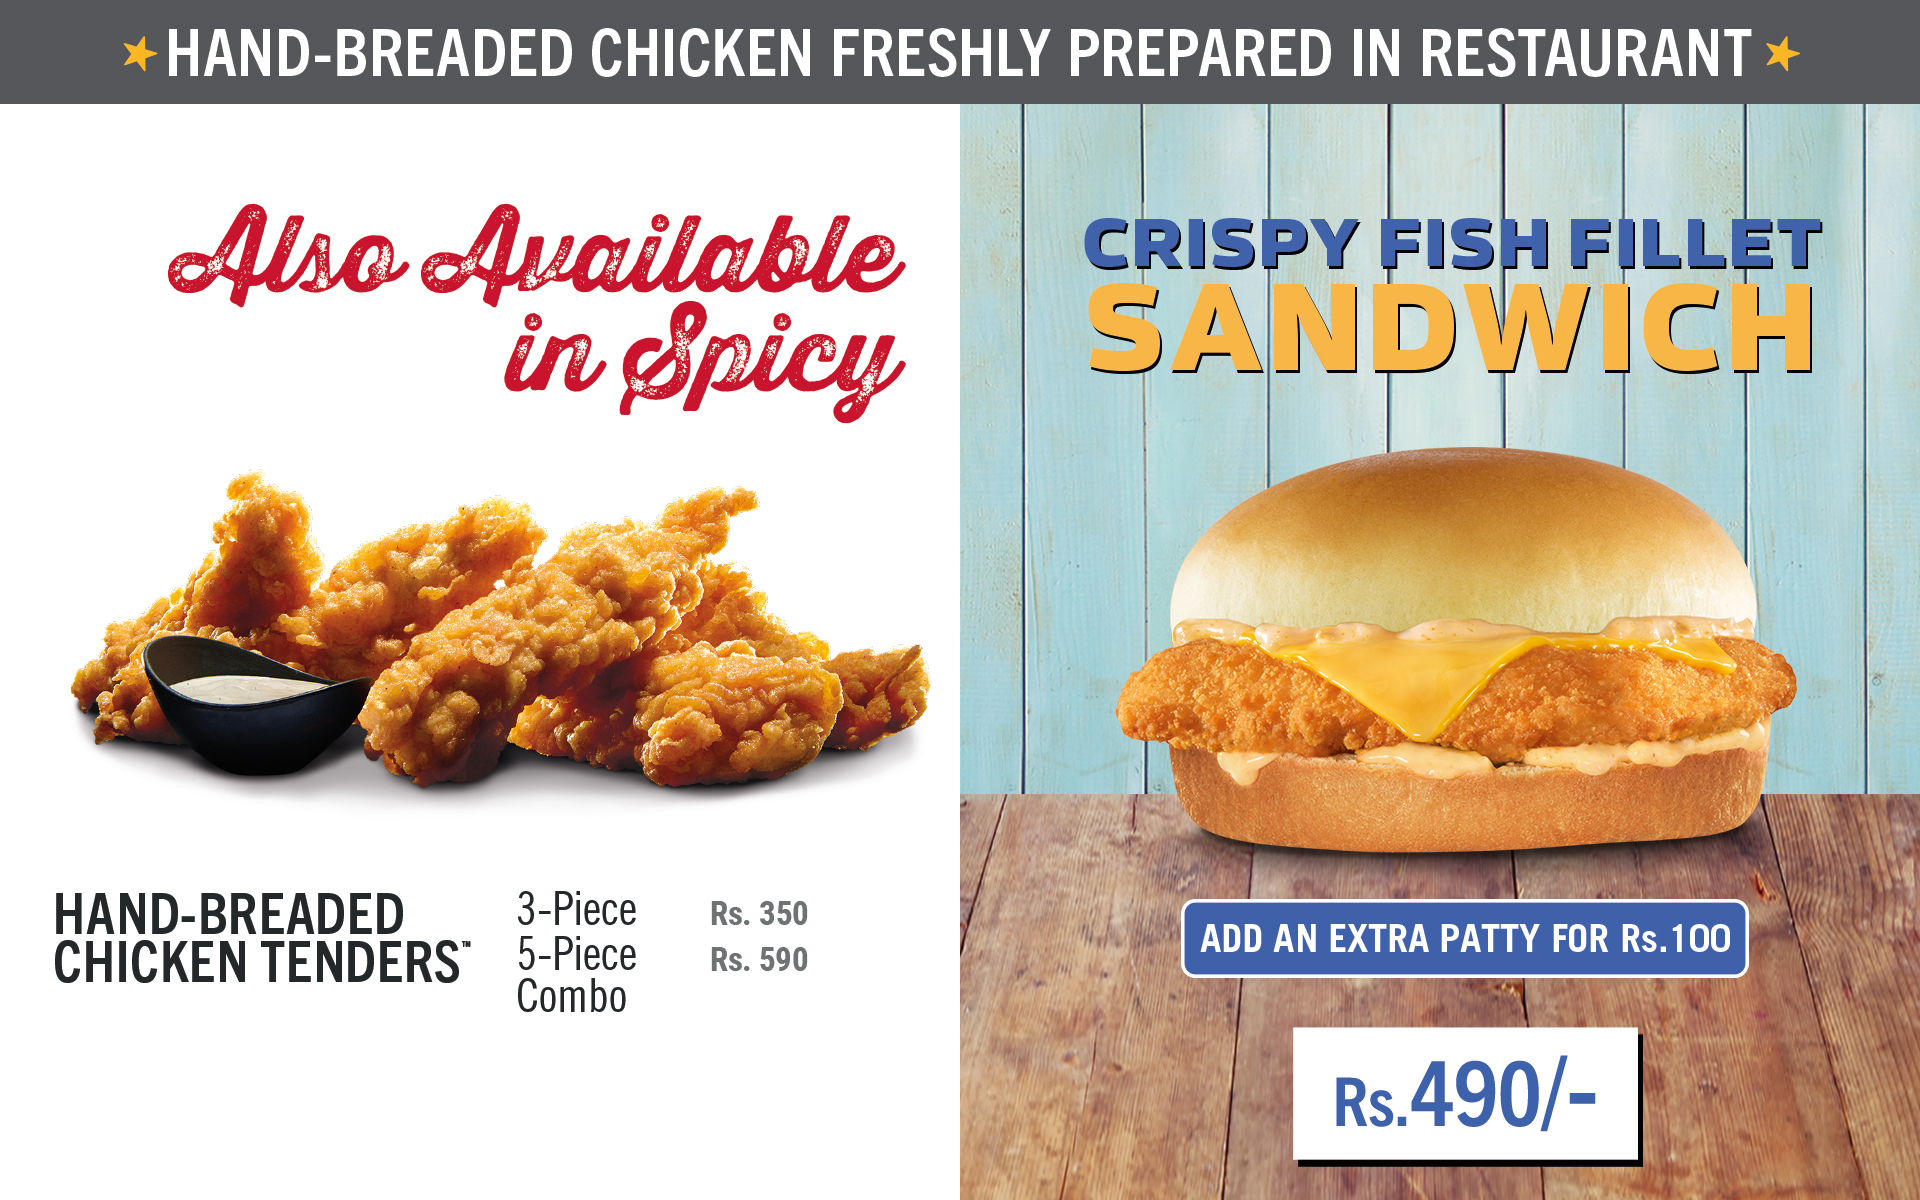 HAND-BREADED CHICKEN FRESHLY PREPARED IN RESTAURANT
Also Available
in Spicy
HAND-BREADED
CHICKEN TENDERS™
3-Piece Rs. 350
5-Piece Rs. 590
Combo
CRISPY FISH FILLET
SANDWICH
ADD AN EXTRA PATTY FOR Rs.100
Rs.490/-